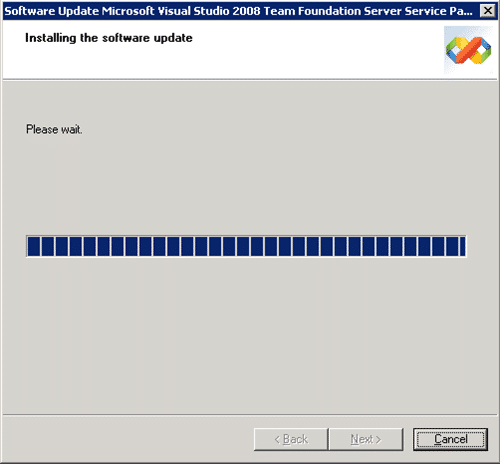 Software Update Microsoft Visual Studio 2008 Team Foundation Server Service Pa...
Installing the software update
Please wait.
< Back
Next >
Cancel